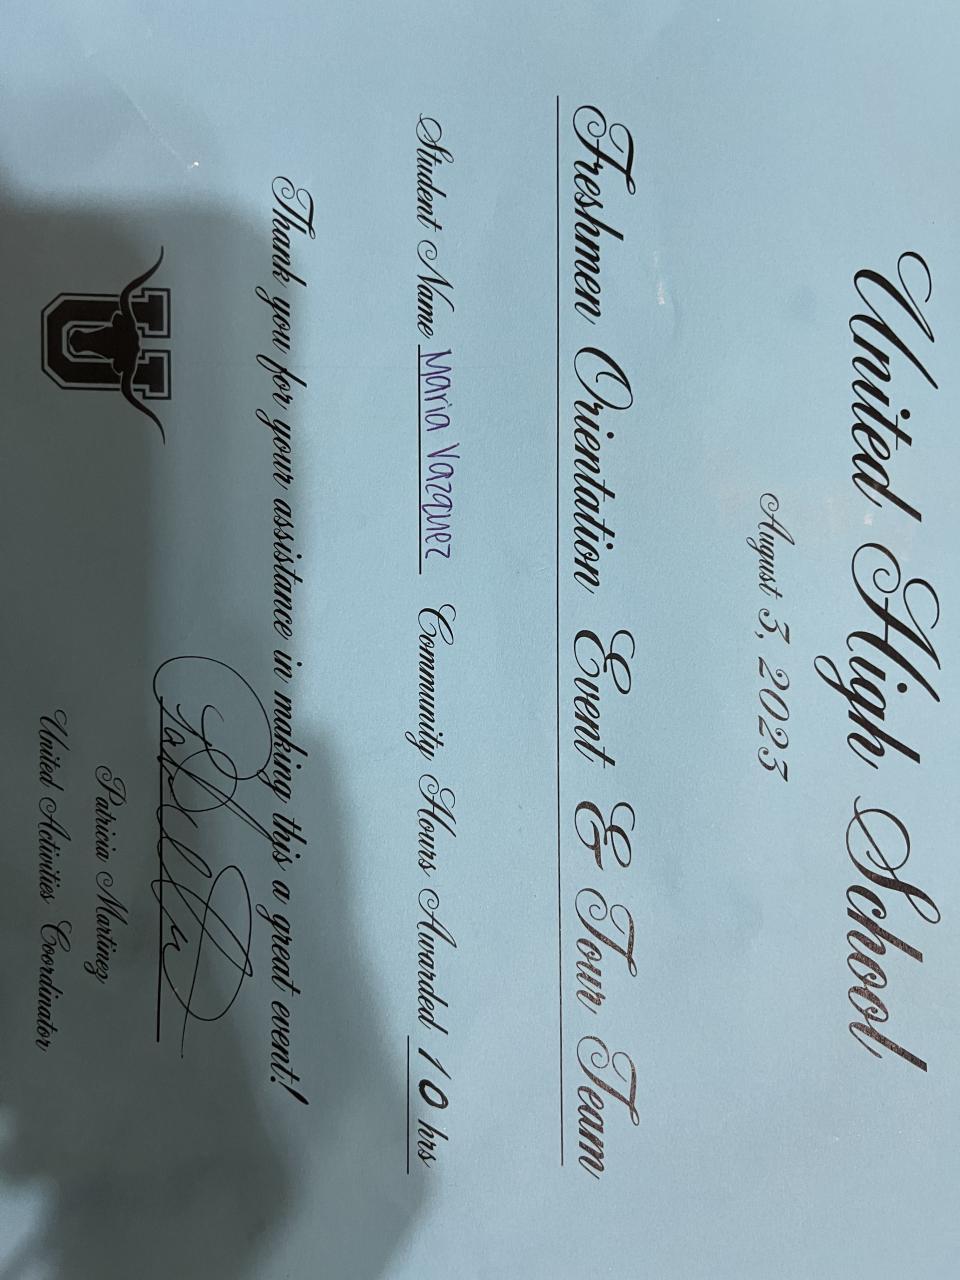 United High School
August 3, 2023
Freshmen Orientation Event & Tour Team
Student Name Maria Vazquez Community Hours Awarded 10 hrs
Thank you for your assistance in making this a great event!
Patricia Martinez
United Activities Coordinator
U